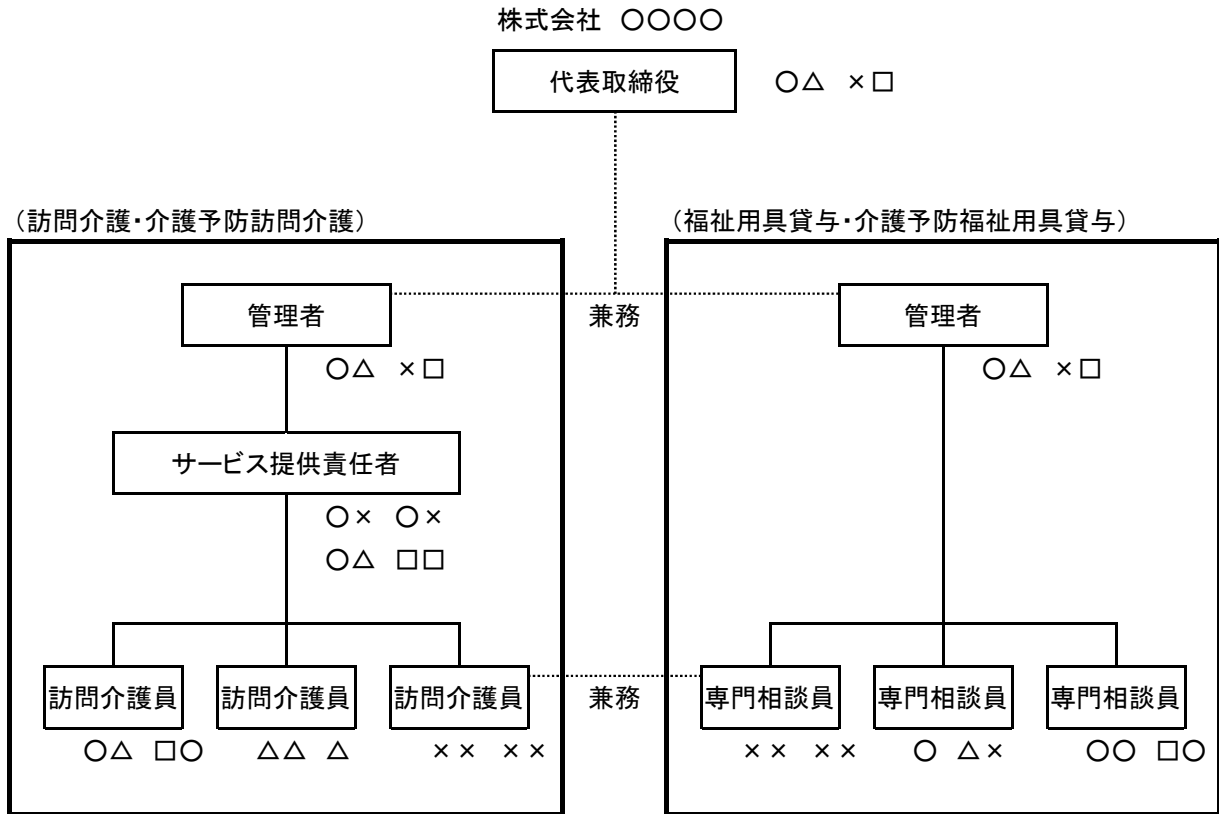 株式会社 ○○○○
代表取締役 ○△ ×□
（訪問介護・介護予防訪問介護） （福祉用具貸与・介護予防福祉用具貸与）
管理者 兼務 管理者
○△ ×□ ○△ ×□
サービス提供責任者
○× ○×
○△ □□
訪問介護員 訪問介護員 訪問介護員 兼務 専門相談員 専門相談員 専門相談員
○△ □○ △△ △ ×× ×× ×× ×× ○ △× ○○ □○